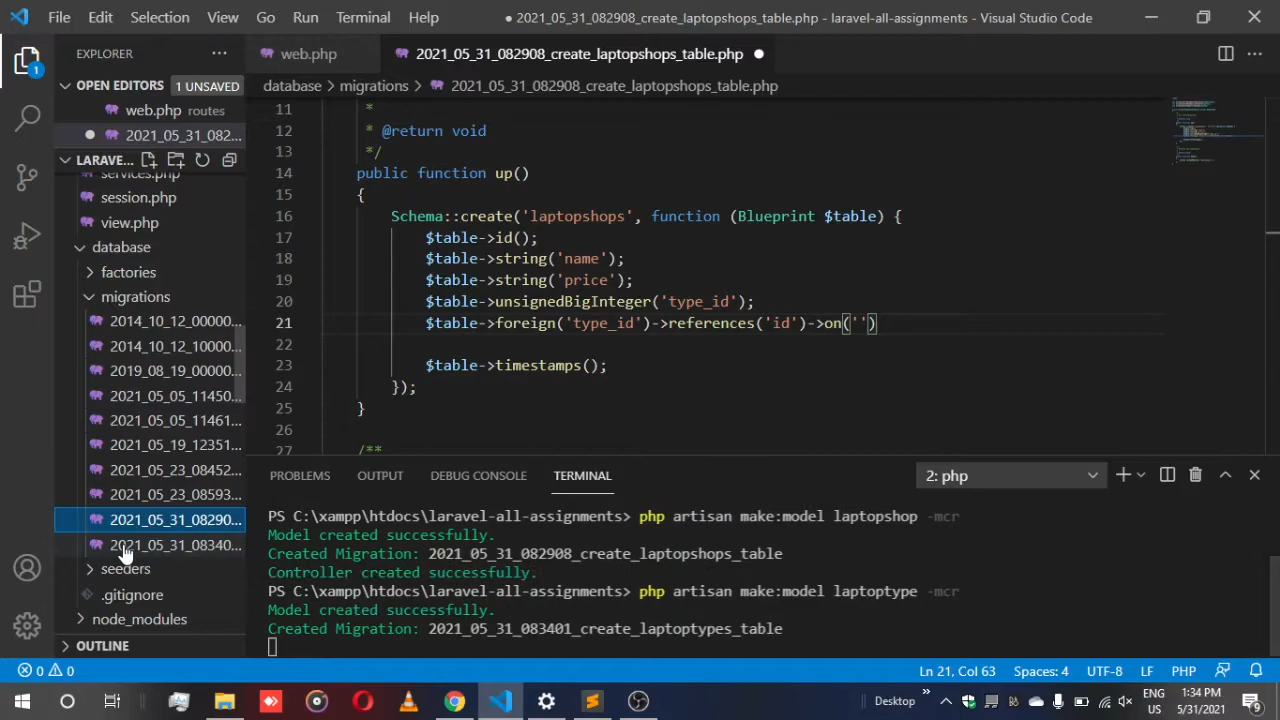 File Edit Selection View Go Run Terminal Help
● 2021_05_31_082908_create_laptopshops_table.php - laravel-all-assignments - Visual Studio Code
EXPLORER
web.php
2021_05_31_082908_create_laptopshops_table.php
OPEN EDITORS 1 UNSAVED
database > migrations > 2021_05_31_082908_create_laptopshops_table.php
web.php routes
2021_05_31_082...
LARAVE...
services.php
session.php
view.php
database
factories
migrations
2014_10_12_00000...
2014_10_12_10000...
2019_08_19_00000...
2021_05_05_11450...
2021_05_05_11461...
2021_05_19_12351...
2021_05_23_08452...
2021_05_23_08593...
2021_05_31_08290...
2021_05_31_08340...
seeders
.gitignore
node_modules
OUTLINE
11 *
12 * @return void
13 */
14 public function up()
15 {
16 Schema::create('laptopshops', function (Blueprint $table) {
17 $table->id();
18 $table->string('name');
19 $table->string('price');
20 $table->unsignedBigInteger('type_id');
21 $table->foreign('type_id')->references('id')->on('')
22
23 $table->timestamps();
24 });
25 }
26
27 /**
PROBLEMS OUTPUT DEBUG CONSOLE TERMINAL 2: php
PS C:\xampp\htdocs\laravel-all-assignments> php artisan make:model laptopshop -mcr
Model created successfully.
Created Migration: 2021_05_31_082908_create_laptopshops_table
Controller created successfully.
PS C:\xampp\htdocs\laravel-all-assignments> php artisan make:model laptoptype -mcr
Model created successfully.
Created Migration: 2021_05_31_083401_create_laptoptypes_table
0 0 Ln 21, Col 63 Spaces: 4 UTF-8 LF PHP
Desktop » ENG US 1:34 PM 5/31/2021 9
1